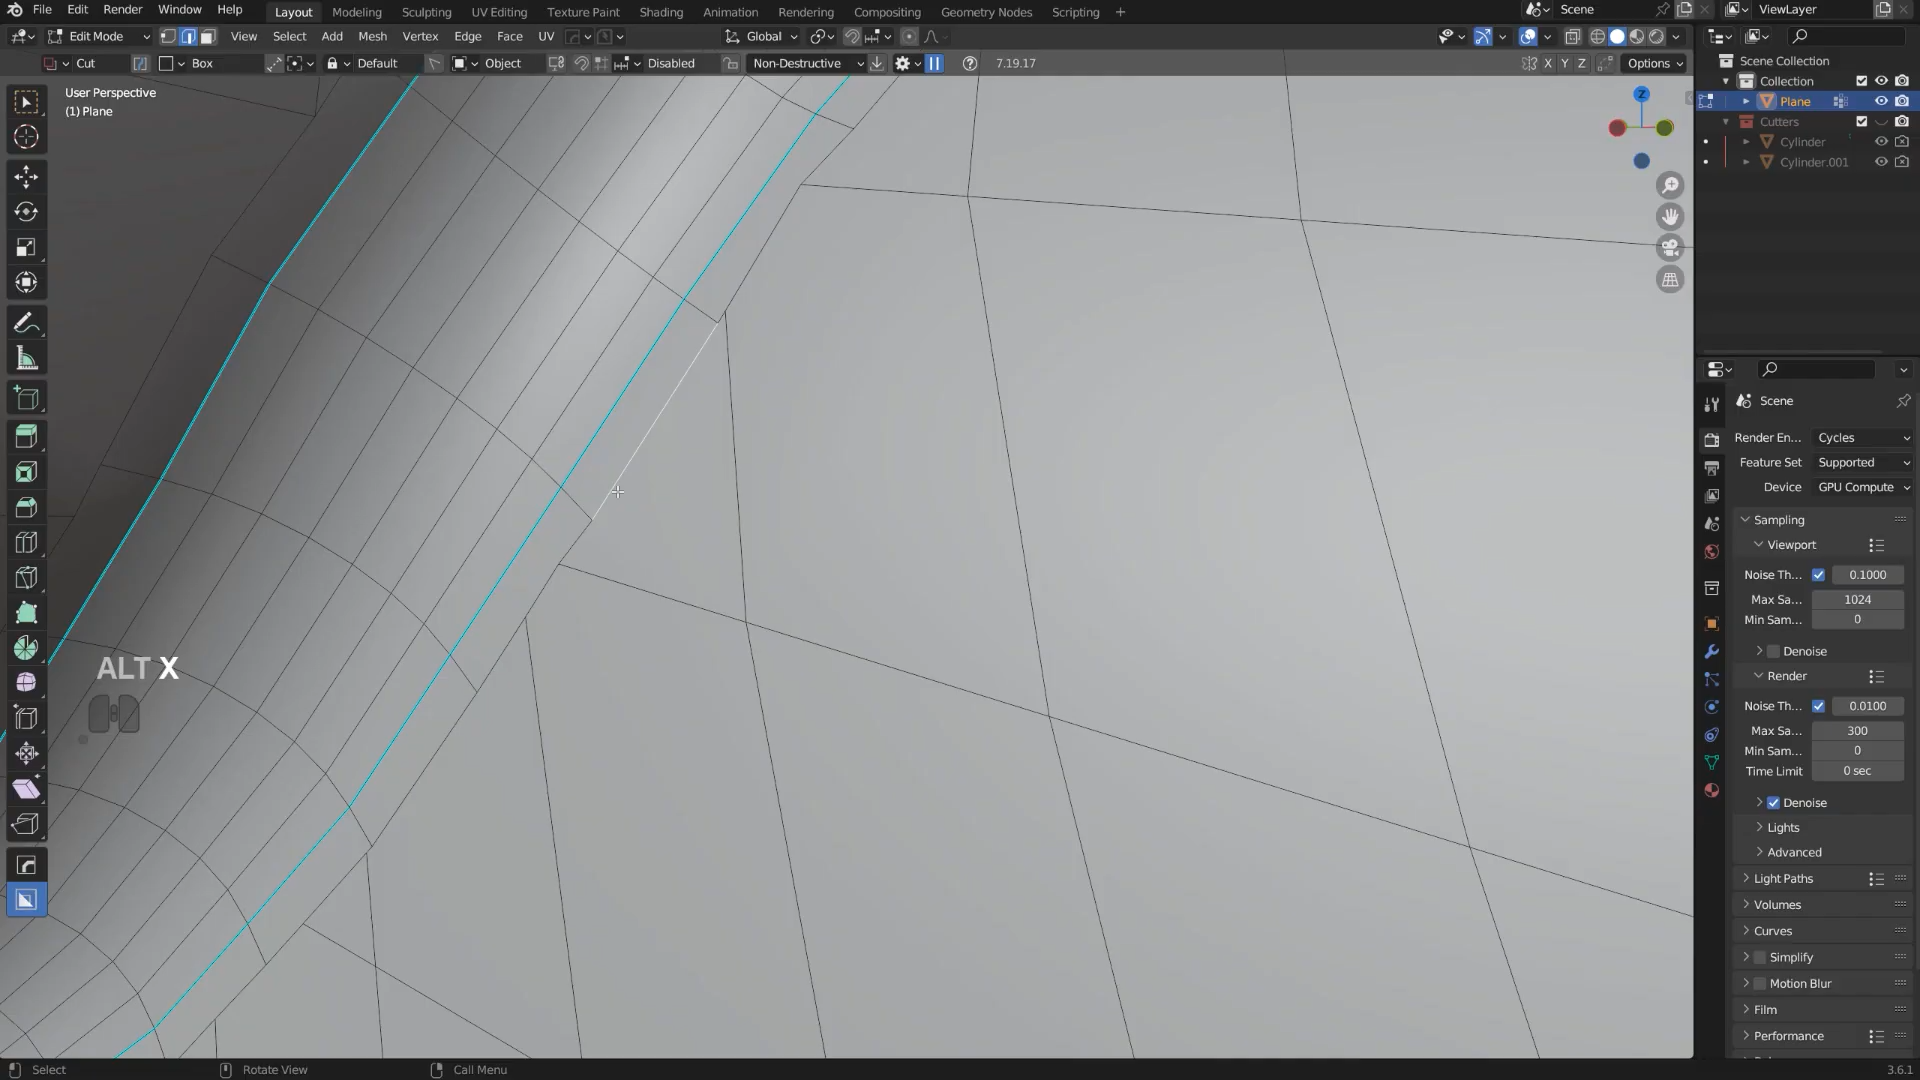 File Edit Render Window Help Layout Modeling Sculpting UV Editing Texture Paint Shading Animation Rendering Compositing Geometry Nodes Scripting + Scene ViewLayer
Edit Mode View Select Add Mesh Vertex Edge Face UV Global
Cut Box Default Object Disabled Non-Destructive 7.19.17 X Y Z Options
User Perspective
(1) Plane
Z
Scene Collection
Collection
Plane
Cutters
Cylinder
Cylinder.001
Scene
Render En... Cycles
Feature Set Supported
Device GPU Compute
Sampling
Viewport
Noise Th... 0.1000
Max Sa... 1024
Min Sam... 0
Denoise
Render
Noise Th... 0.0100
Max Sa... 300
Min Sam... 0
Time Limit 0 sec
Denoise
Lights
Advanced
Light Paths
Volumes
Curves
Simplify
Motion Blur
Film
Performance
ALT X
Select Rotate View Call Menu 3.6.1